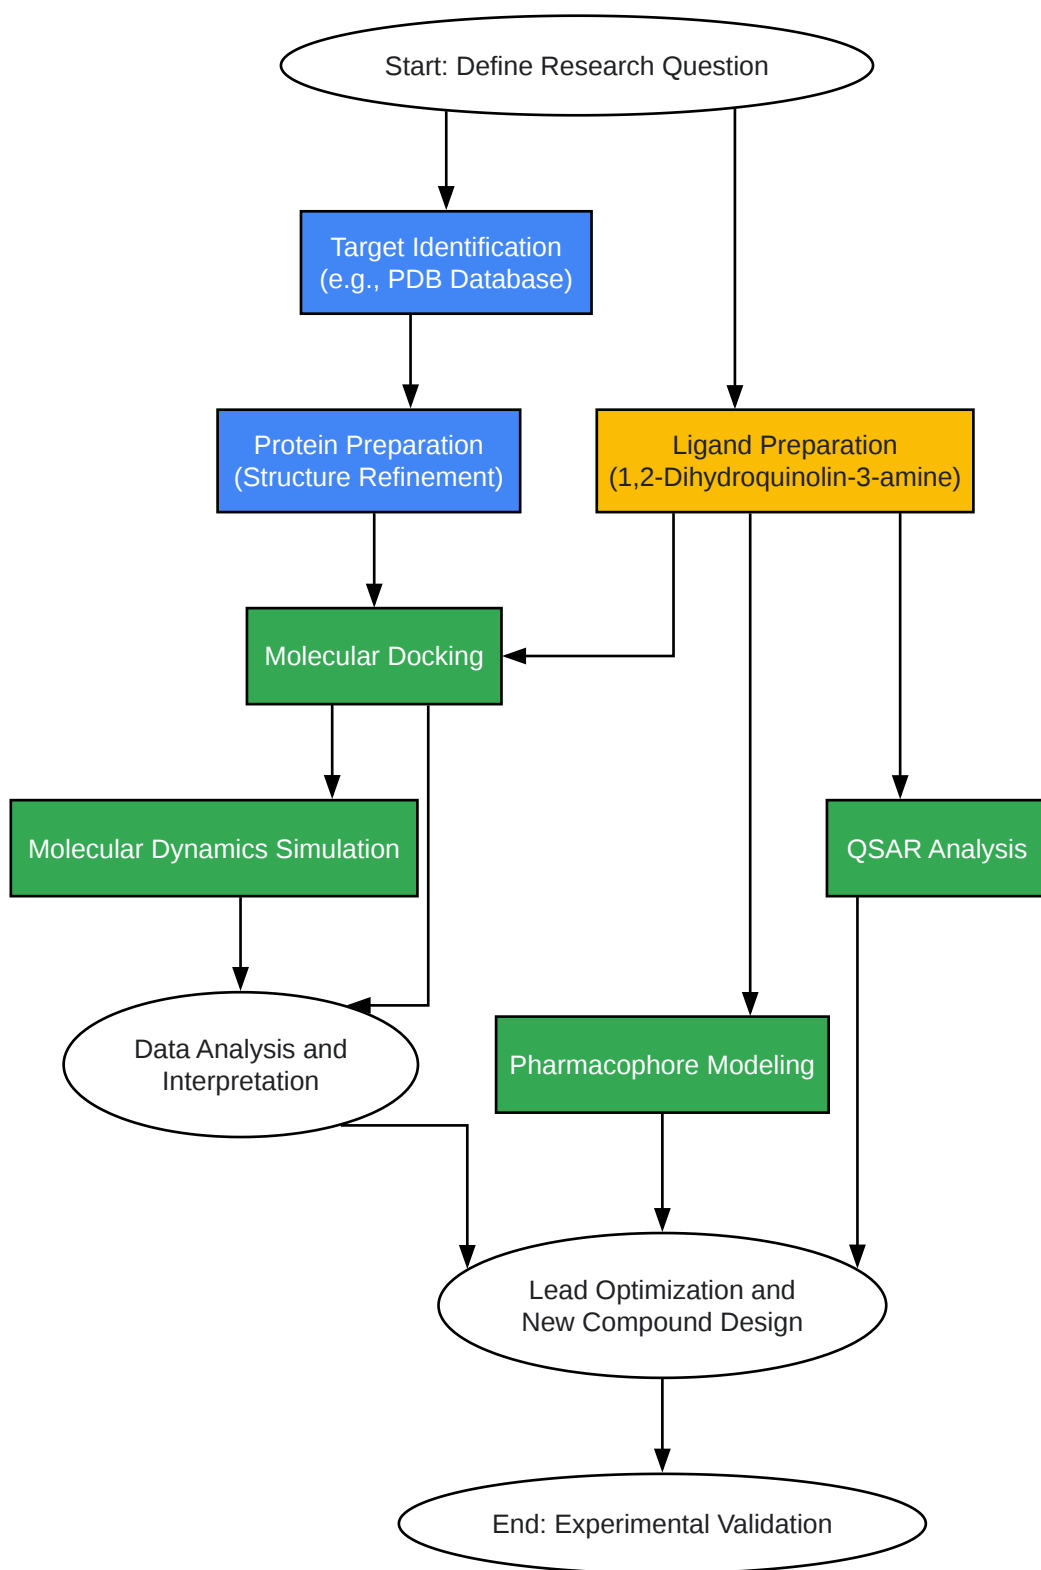 Start: Define Research Question
Target Identification
(e.g., PDB Database)
Protein Preparation
(Structure Refinement)
Ligand Preparation
(1,2-Dihydroquinolin-3-amine)
Molecular Docking
Molecular Dynamics Simulation
QSAR Analysis
Data Analysis and
Interpretation
Pharmacophore Modeling
Lead Optimization and
New Compound Design
End: Experimental Validation